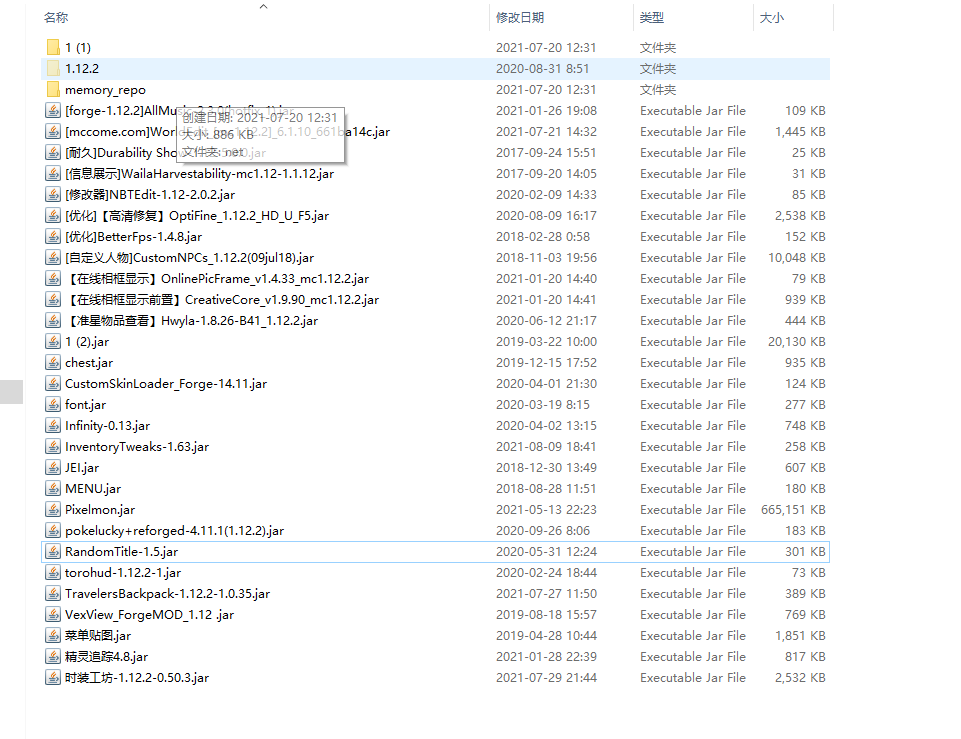 名称 修改日期 类型 大小
1 (1) 2021-07-20 12:31 文件夹
1.12.2 2020-08-31 8:51 文件夹
memory_repo 2021-07-20 12:31 文件夹
[forge-1.12.2]AllMusic 2021-01-26 19:08 Executable Jar File 109 KB
创建日期: 2021-07-20 12:31
[mccome.com]WorldEdit 6.1.10_661ba14c.jar 2021-07-21 14:32 Executable Jar File 1,445 KB
大小: 886 KB
[耐久]Durability Show 2017-09-24 15:51 Executable Jar File 25 KB
文件夹: net
[信息展示]WailaHarvestability-mc1.12-1.1.12.jar 2017-09-20 14:05 Executable Jar File 31 KB
[修改器]NBTEdit-1.12-2.0.2.jar 2020-02-09 14:33 Executable Jar File 85 KB
[优化]【高清修复】OptiFine_1.12.2_HD_U_F5.jar 2020-08-09 16:17 Executable Jar File 2,538 KB
[优化]BetterFps-1.4.8.jar 2018-02-28 0:58 Executable Jar File 152 KB
[自定义人物]CustomNPCs_1.12.2(09jul18).jar 2018-11-03 19:56 Executable Jar File 10,048 KB
【在线相框显示】OnlinePicFrame_v1.4.33_mc1.12.2.jar 2021-01-20 14:40 Executable Jar File 79 KB
【在线相框显示前置】CreativeCore_v1.9.90_mc1.12.2.jar 2021-01-20 14:41 Executable Jar File 939 KB
【准星物品查看】Hwyla-1.8.26-B41_1.12.2.jar 2020-06-12 21:17 Executable Jar File 444 KB
1 (2).jar 2019-03-22 10:00 Executable Jar File 20,130 KB
chest.jar 2019-12-15 17:52 Executable Jar File 935 KB
CustomSkinLoader_Forge-14.11.jar 2020-04-01 21:30 Executable Jar File 124 KB
font.jar 2020-03-19 8:15 Executable Jar File 277 KB
Infinity-0.13.jar 2020-04-02 13:15 Executable Jar File 748 KB
InventoryTweaks-1.63.jar 2021-08-09 18:41 Executable Jar File 258 KB
JEI.jar 2018-12-30 13:49 Executable Jar File 607 KB
MENU.jar 2018-08-28 11:51 Executable Jar File 180 KB
Pixelmon.jar 2021-05-13 22:23 Executable Jar File 665,151 KB
pokelucky+reforged-4.11.1(1.12.2).jar 2020-09-26 8:06 Executable Jar File 183 KB
RandomTitle-1.5.jar 2020-05-31 12:24 Executable Jar File 301 KB
torohud-1.12.2-1.jar 2020-02-24 18:44 Executable Jar File 73 KB
TravelersBackpack-1.12.2-1.0.35.jar 2021-07-27 11:50 Executable Jar File 389 KB
VexView_ForgeMOD_1.12 .jar 2019-08-18 15:57 Executable Jar File 769 KB
菜单贴图.jar 2019-04-28 10:44 Executable Jar File 1,851 KB
精灵追踪4.8.jar 2021-01-28 22:39 Executable Jar File 817 KB
时装工坊-1.12.2-0.50.3.jar 2021-07-29 21:44 Executable Jar File 2,532 KB